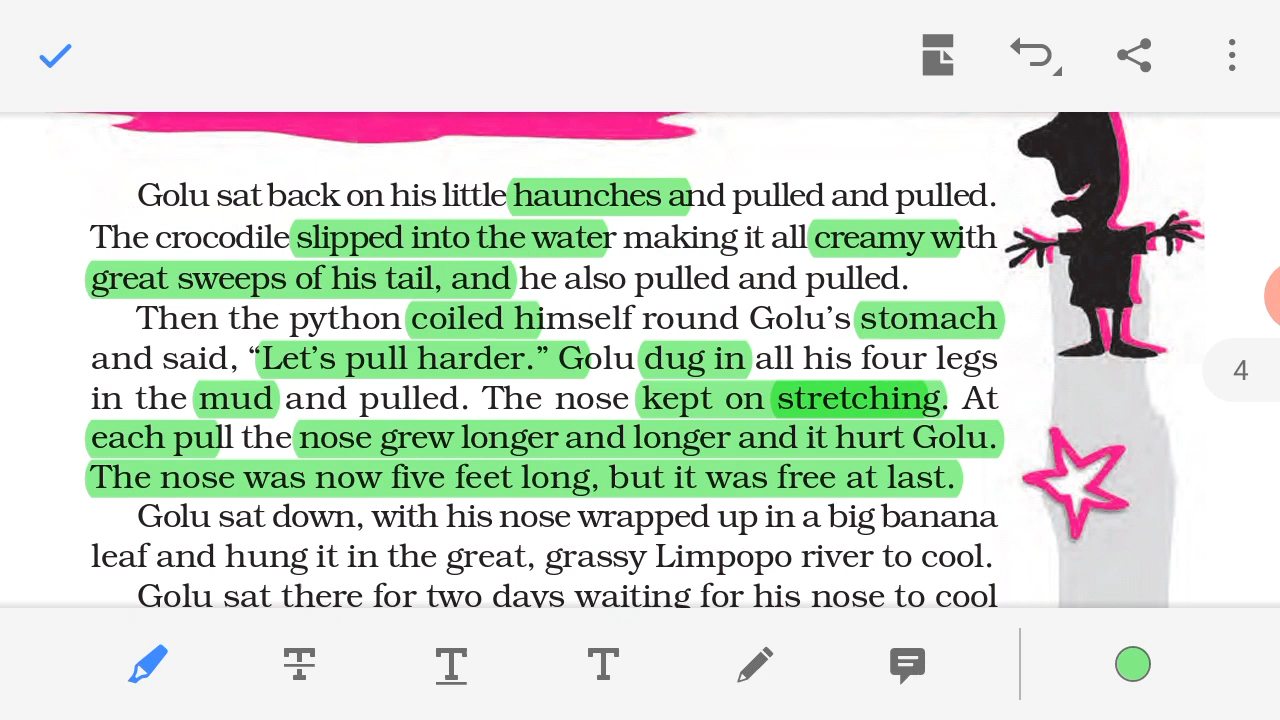 Golu sat back on his little haunches and pulled and pulled.
The crocodile slipped into the water making it all creamy with
great sweeps of his tail, and he also pulled and pulled.
Then the python coiled himself round Golu’s stomach
and said, “Let’s pull harder.” Golu dug in all his four legs
in the mud and pulled. The nose kept on stretching. At
each pull the nose grew longer and longer and it hurt Golu.
The nose was now five feet long, but it was free at last.
Golu sat down, with his nose wrapped up in a big banana
leaf and hung it in the great, grassy Limpopo river to cool.
Golu sat there for two days waiting for his nose to cool
4